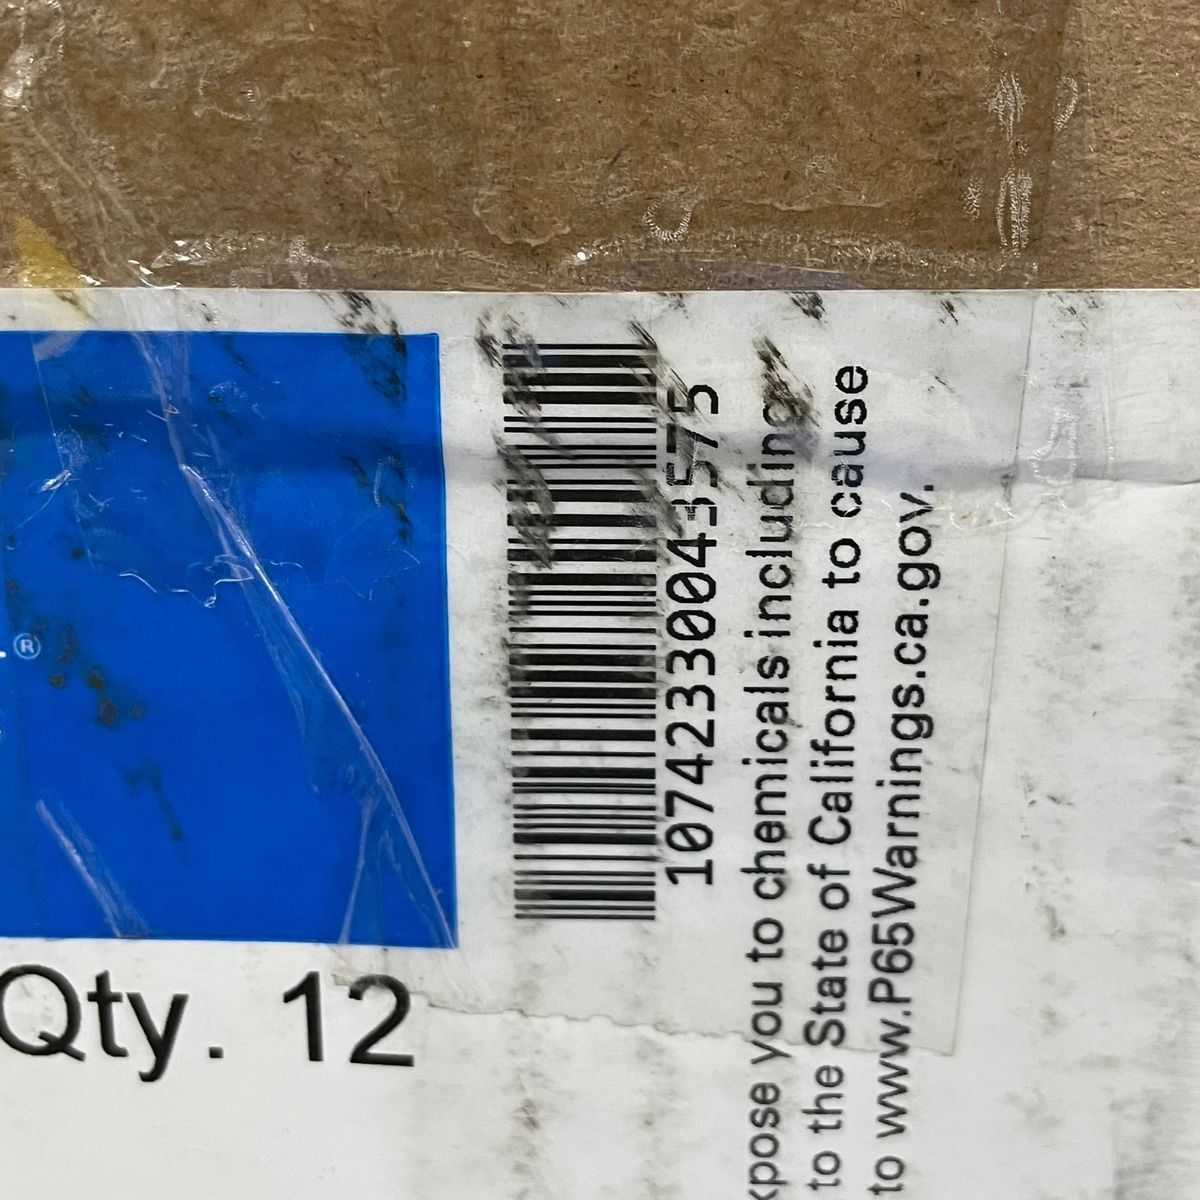 ®
Qty. 12
10742330043575
xpose you to chemicals including
to the State of California to cause
to www.P65Warnings.ca.gov.